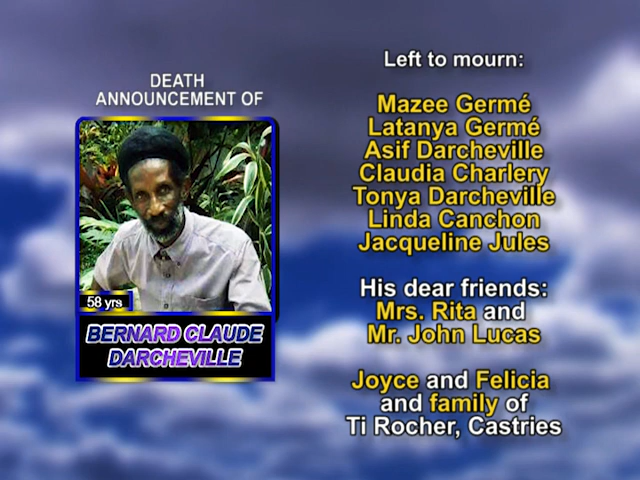 DEATH
ANNOUNCEMENT OF
58 yrs
BERNARD CLAUDE
DARCHEVILLE
Left to mourn:
Mazee Germé
Latanya Germé
Asif Darcheville
Claudia Charlery
Tonya Darcheville
Linda Canchon
Jacqueline Jules
His dear friends:
Mrs. Rita and
Mr. John Lucas
Joyce and Felicia
and family of
Ti Rocher, Castries